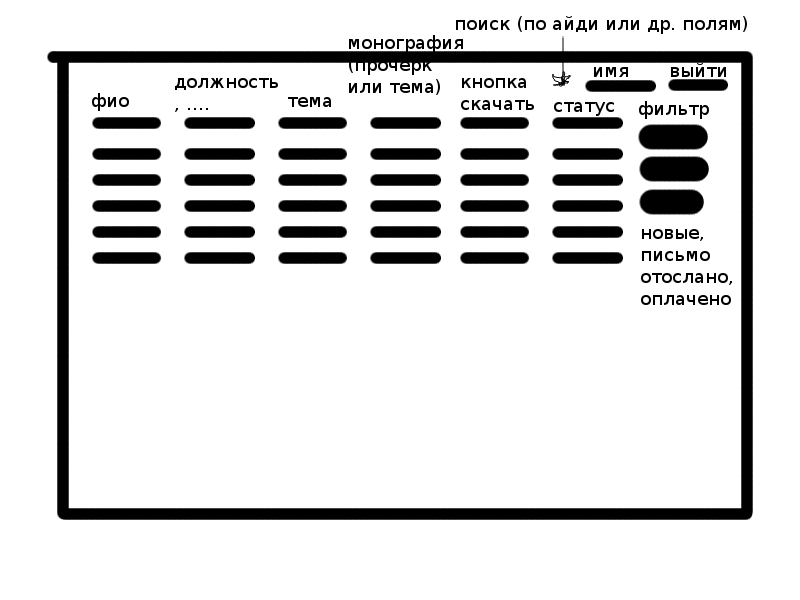 поиск (по айди или др. полям)
монография
(прочерк
или тема)
имя
выйти
должность
, ....
кнопка
скачать
фио
тема
статус
фильтр
новые,
письмо
отослано,
оплачено